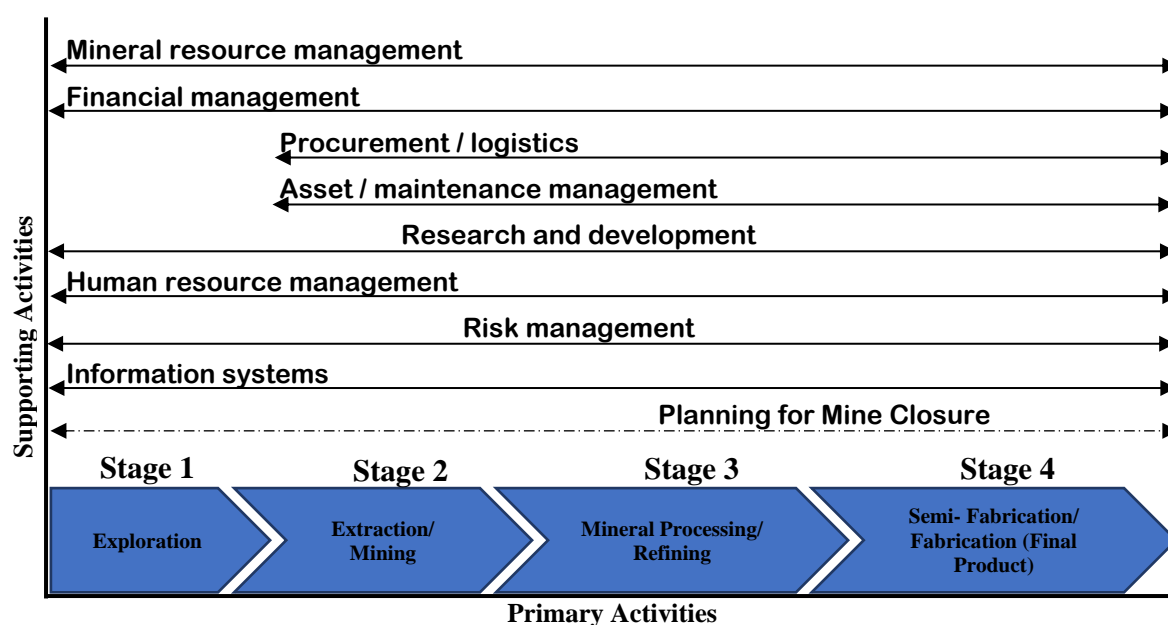 Mineral resource management
Financial management
Procurement / logistics
Asset / maintenance management
Research and development
Human resource management
Risk management
Information systems
Planning for Mine Closure
Supporting Activities
Stage 1
Stage 2
Stage 3
Stage 4
Exploration
Extraction/
Mining
Mineral Processing/
Refining
Semi- Fabrication/
Fabrication (Final
Product)
Primary Activities